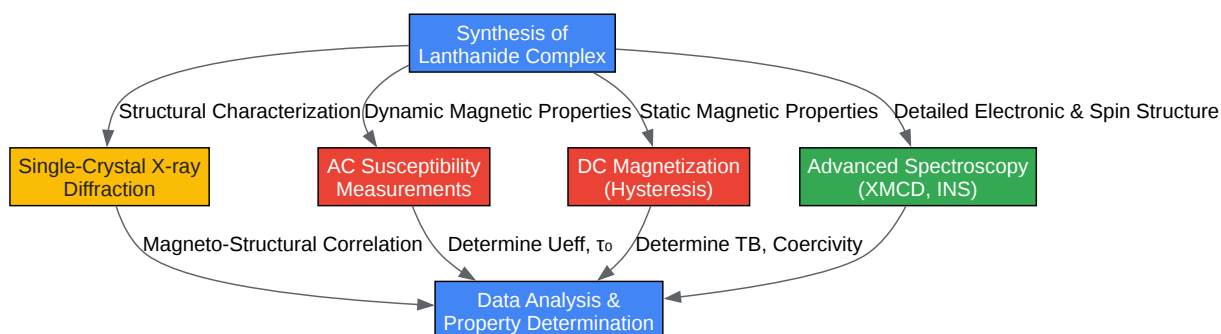 Synthesis of
Lanthanide Complex
Structural Characterization
Dynamic Magnetic Properties
Static Magnetic Properties
Detailed Electronic & Spin Structure
Single-Crystal X-ray
Diffraction
AC Susceptibility
Measurements
DC Magnetization
(Hysteresis)
Advanced Spectroscopy
(XMCD, INS)
Magneto-Structural Correlation
Determine Ueff, τ₀
Determine TB, Coercivity
Data Analysis &
Property Determination